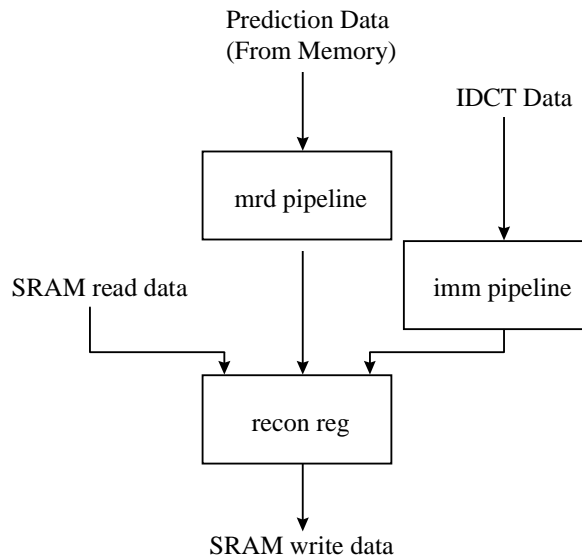 Prediction Data
(From Memory)
IDCT Data
mrd pipeline
SRAM read data
imm pipeline
recon reg
SRAM write data